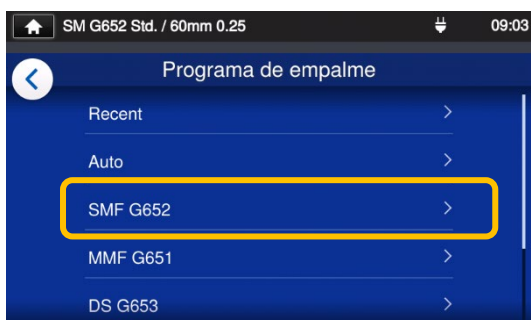 SM G652 Std. / 60mm 0.25 09:03
Programa de empalme
Recent
Auto
SMF G652
MMF G651
DS G653